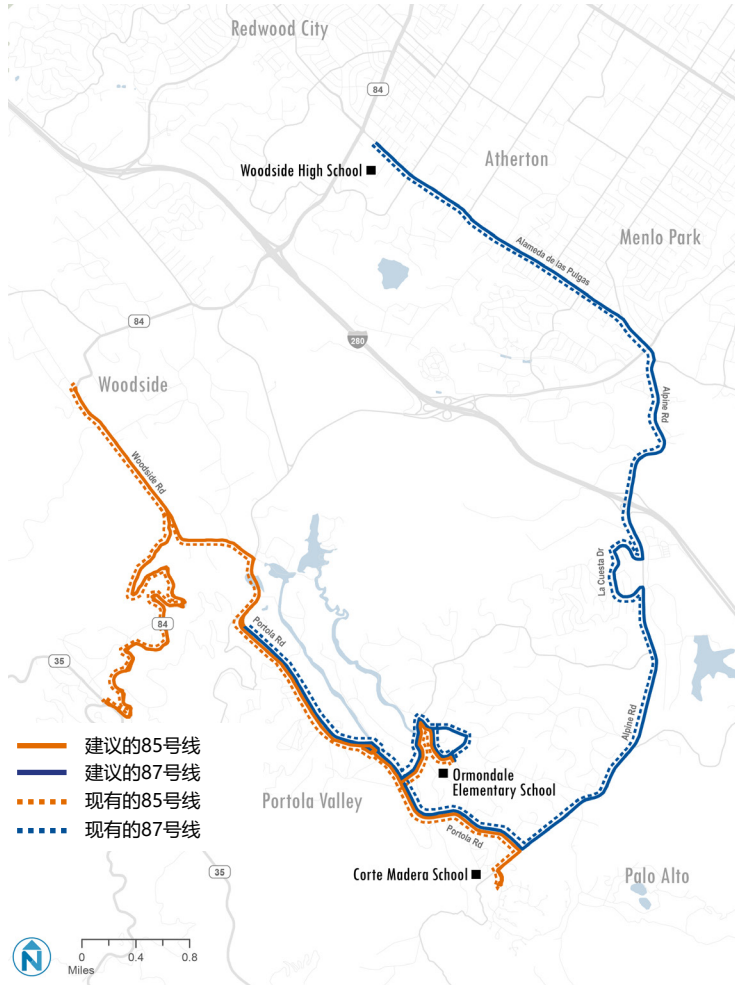 Redwood City
84
Woodside High School
Atherton
Menlo Park
Alameda de las Pulgas
84
280
Woodside
Alpine Rd
Woodside Rd
La Cuesta Dr
84
Portola Rd
35
建议的85号线
建议的87号线
现有的85号线
现有的87号线
Alpine Rd
Ormondale
Elementary School
Portola Valley
Portola Rd
35
Corte Madera School
Palo Alto
N
0 0.4 0.8
Miles